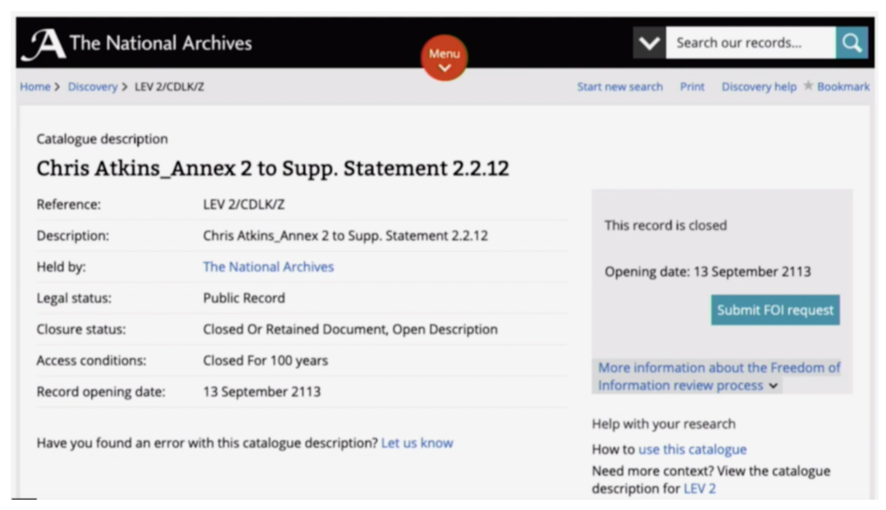 The National Archives
Menu
Search our records...
Home > Discovery > LEV 2/CDLK/Z
Start new search Print Discovery help Bookmark
Catalogue description
Chris Atkins_Annex 2 to Supp. Statement 2.2.12
Reference: LEV 2/CDLK/Z
Description: Chris Atkins_Annex 2 to Supp. Statement 2.2.12
Held by: The National Archives
Legal status: Public Record
Closure status: Closed Or Retained Document, Open Description
Access conditions: Closed For 100 years
Record opening date: 13 September 2113
Have you found an error with this catalogue description? Let us know
This record is closed
Opening date: 13 September 2113
Submit FOI request
More information about the Freedom of
Information review process
Help with your research
How to use this catalogue
Need more context? View the catalogue
description for LEV 2